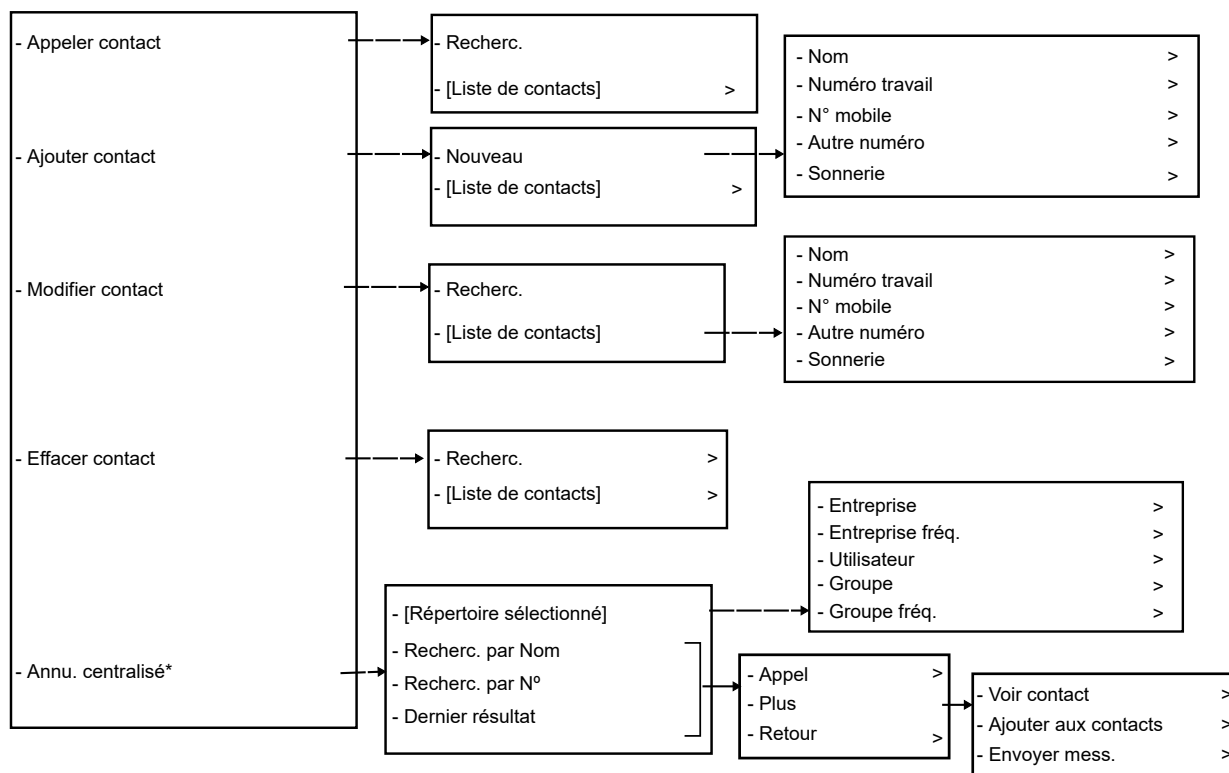 - Appeler contact
- Recherc.
- [Liste de contacts] >
- Nom >
- Numéro travail >
- N° mobile >
- Autre numéro >
- Sonnerie >
- Ajouter contact
- Nouveau
- [Liste de contacts] >
- Modifier contact
- Recherc.
- [Liste de contacts]
- Nom >
- Numéro travail >
- N° mobile >
- Autre numéro >
- Sonnerie >
- Effacer contact
- Recherc. >
- [Liste de contacts] >
- Entreprise >
- Entreprise fréq. >
- Utilisateur >
- Groupe >
- Groupe fréq. >
- Annu. centralisé*
- [Répertoire sélectionné]
- Recherc. par Nom
- Recherc. par Nº
- Dernier résultat
- Appel >
- Plus
- Retour >
- Voir contact >
- Ajouter aux contacts >
- Envoyer mess. >